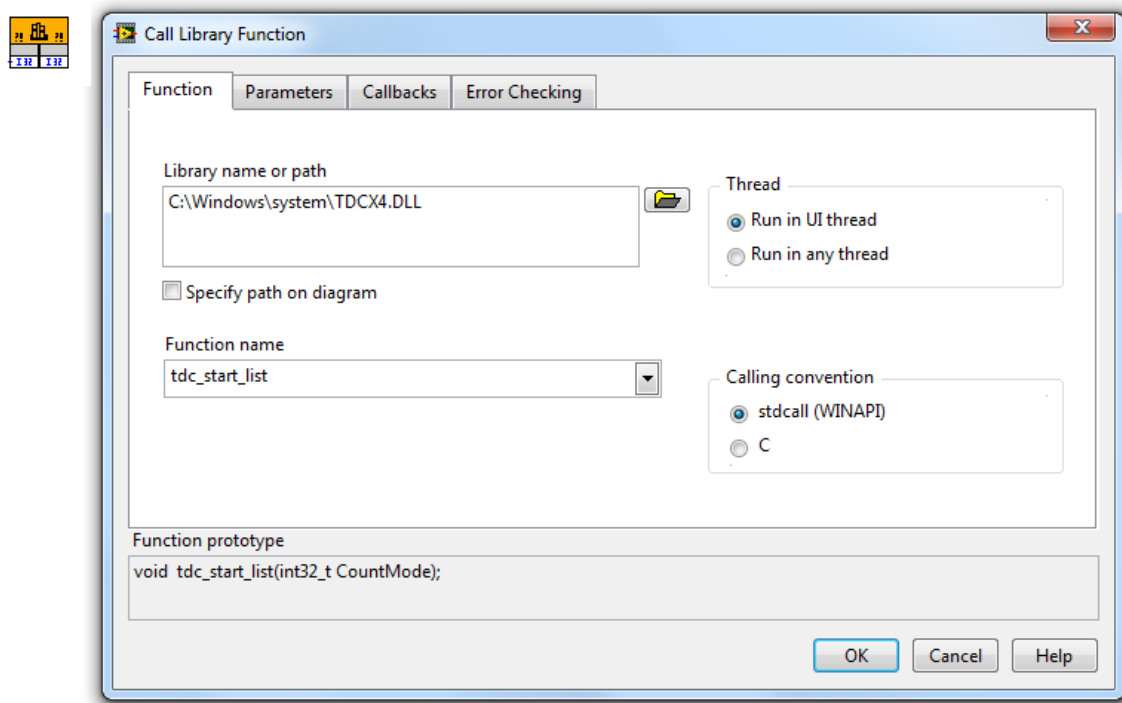 ?! ?!
I32 I32
Call Library Function
Function Parameters Callbacks Error Checking
Library name or path
C:\Windows\system\TDCX4.DLL
Thread
Run in UI thread
Run in any thread
Specify path on diagram
Function name
tdc_start_list
Calling convention
stdcall (WINAPI)
C
Function prototype
void tdc_start_list(int32_t CountMode);
OK Cancel Help